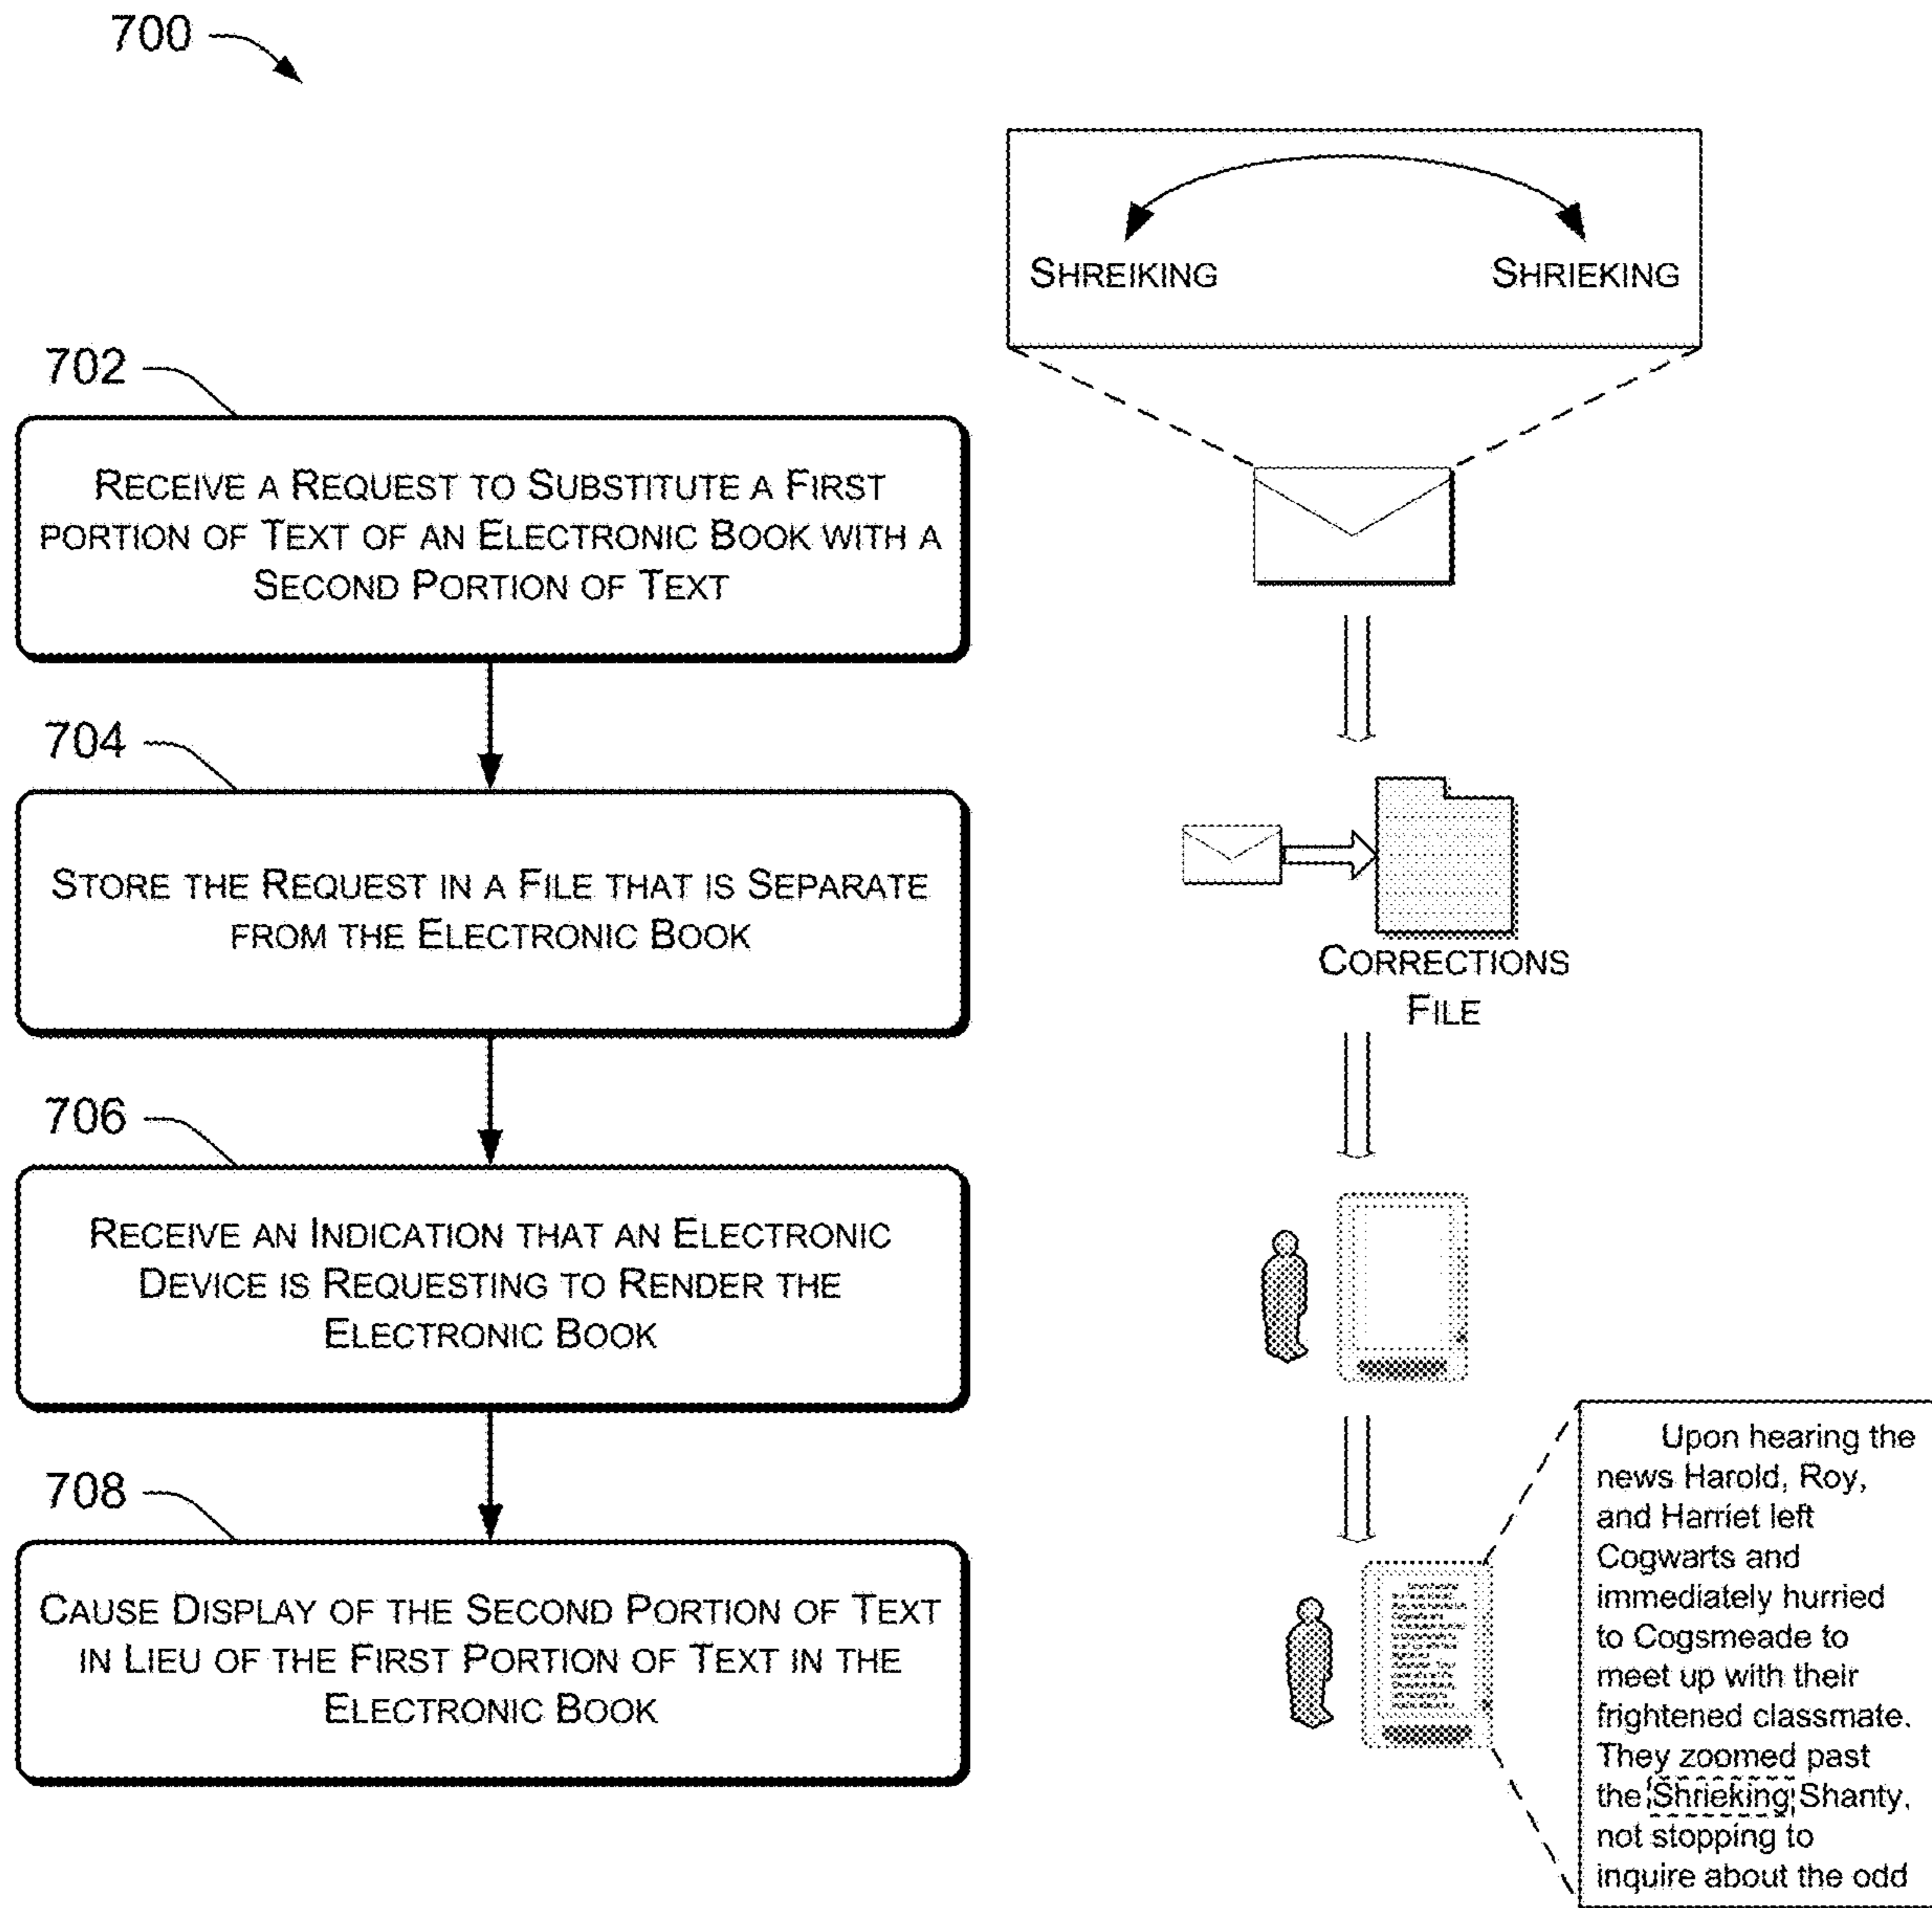 700
SHREIKING SHRIEKING
702
RECEIVE A REQUEST TO SUBSTITUTE A FIRST
PORTION OF TEXT OF AN ELECTRONIC BOOK WITH A
SECOND PORTION OF TEXT
704
STORE THE REQUEST IN A FILE THAT IS SEPARATE
FROM THE ELECTRONIC BOOK
CORRECTIONS
FILE
706
RECEIVE AN INDICATION THAT AN ELECTRONIC
DEVICE IS REQUESTING TO RENDER THE
ELECTRONIC BOOK
708
CAUSE DISPLAY OF THE SECOND PORTION OF TEXT
IN LIEU OF THE FIRST PORTION OF TEXT IN THE
ELECTRONIC BOOK
Upon hearing the
news Harold, Roy,
and Harriet left
Cogwarts and
immediately hurried
to Cogsmeade to
meet up with their
frightened classmate.
They zoomed past
the Shrieking Shanty,
not stopping to
inquire about the odd